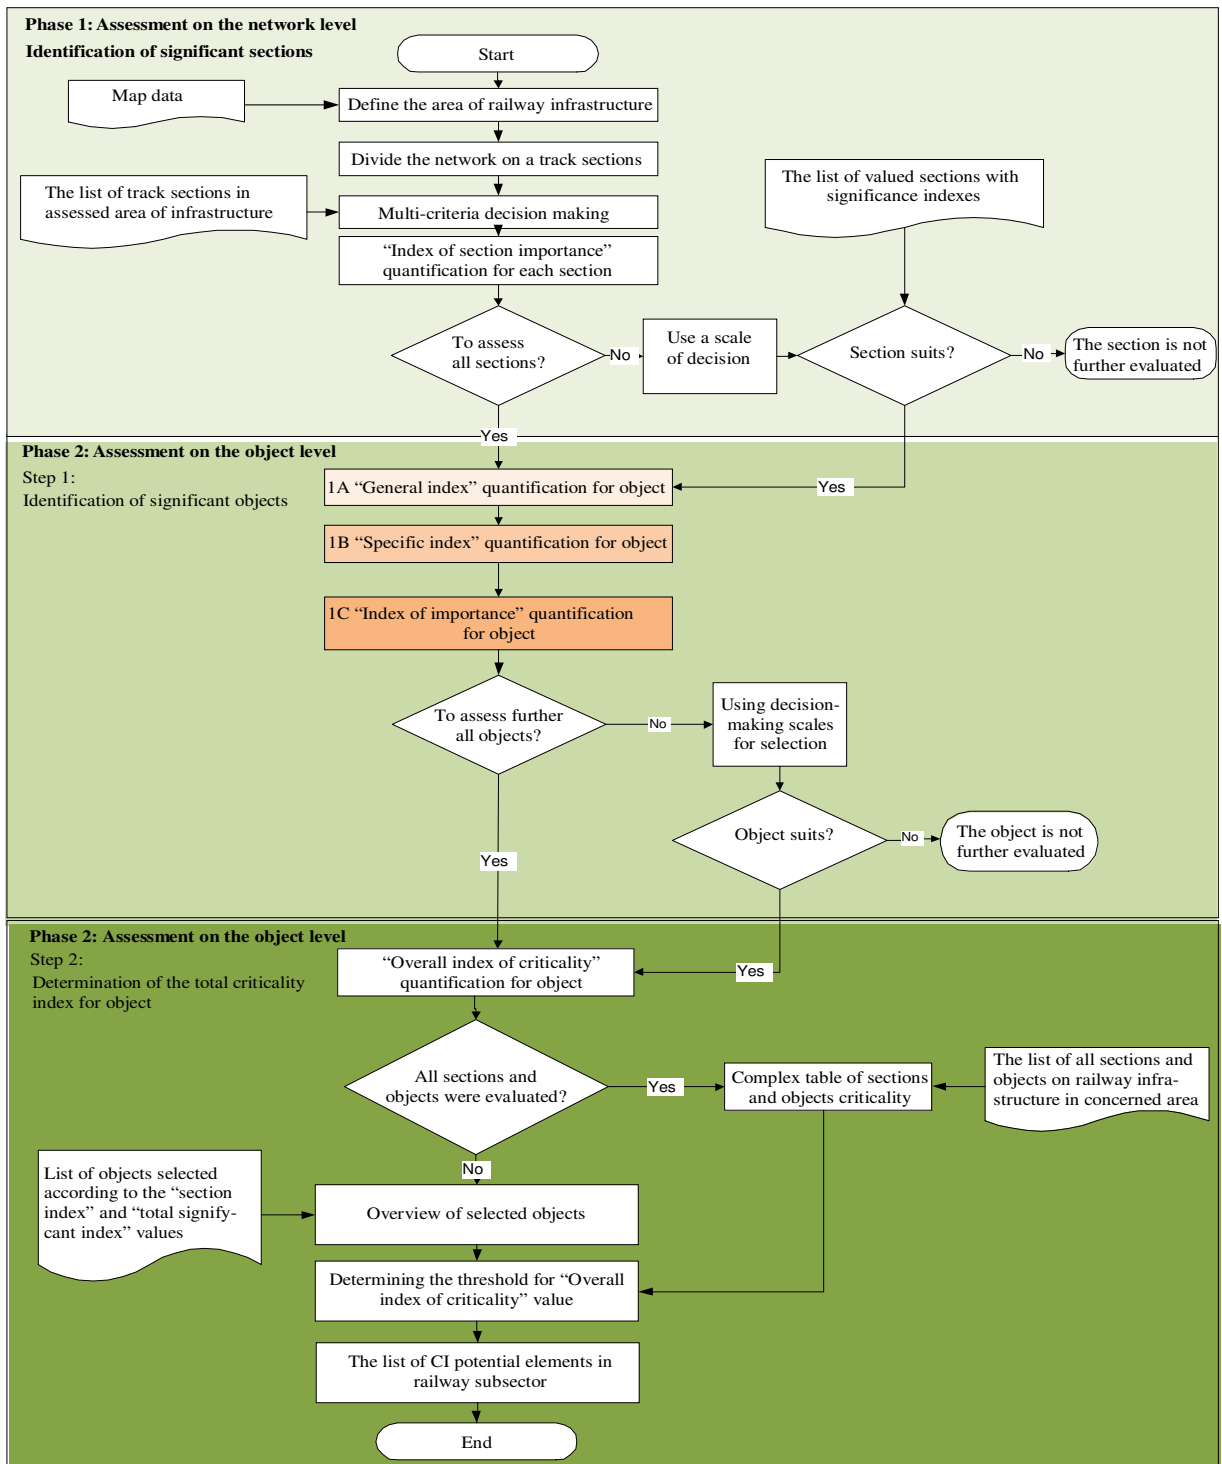 Phase 1: Assessment on the network level
Identification of significant sections
Start
Map data
Define the area of railway infrastructure
Divide the network on a track sections
The list of track sections in
assessed area of infrastructure
Multi-criteria decision making
“Index of section importance”
quantification for each section
The list of valued sections with
significance indexes
To assess
all sections?
No
Use a scale
of decision
Section suits?
No
The section is not
further evaluated
Yes
Phase 2: Assessment on the object level
Step 1:
Identification of significant objects
1A “General index” quantification for object
Yes
1B “Specific index” quantification for object
1C “Index of importance” quantification
for object
To assess further
all objects?
No
Using decision-
making scales
for selection
Object suits?
No
The object is not
further evaluated
Yes
Phase 2: Assessment on the object level
Step 2:
Determination of the total criticality
index for object
“Overall index of criticality”
quantification for object
Yes
All sections and
objects were evaluated?
Yes
Complex table of sections
and objects criticality
The list of all sections and
objects on railway infra-
structure in concerned area
No
List of objects selected
according to the “section
index” and “total signify-
cant index” values
Overview of selected objects
Determining the threshold for “Overall
index of criticality” value
The list of CI potential elements in
railway subsector
End